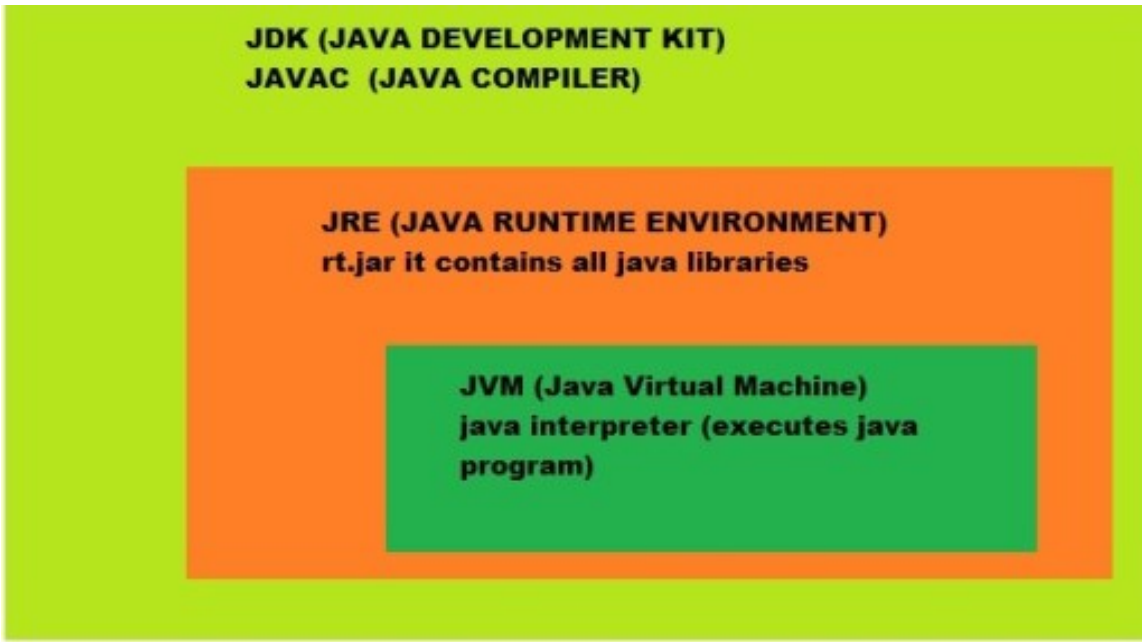 JDK (JAVA DEVELOPMENT KIT)
JAVAC (JAVA COMPILER)
JRE (JAVA RUNTIME ENVIRONMENT)
rt.jar it contains all java libraries
JVM (Java Virtual Machine)
java interpreter (executes java
program)